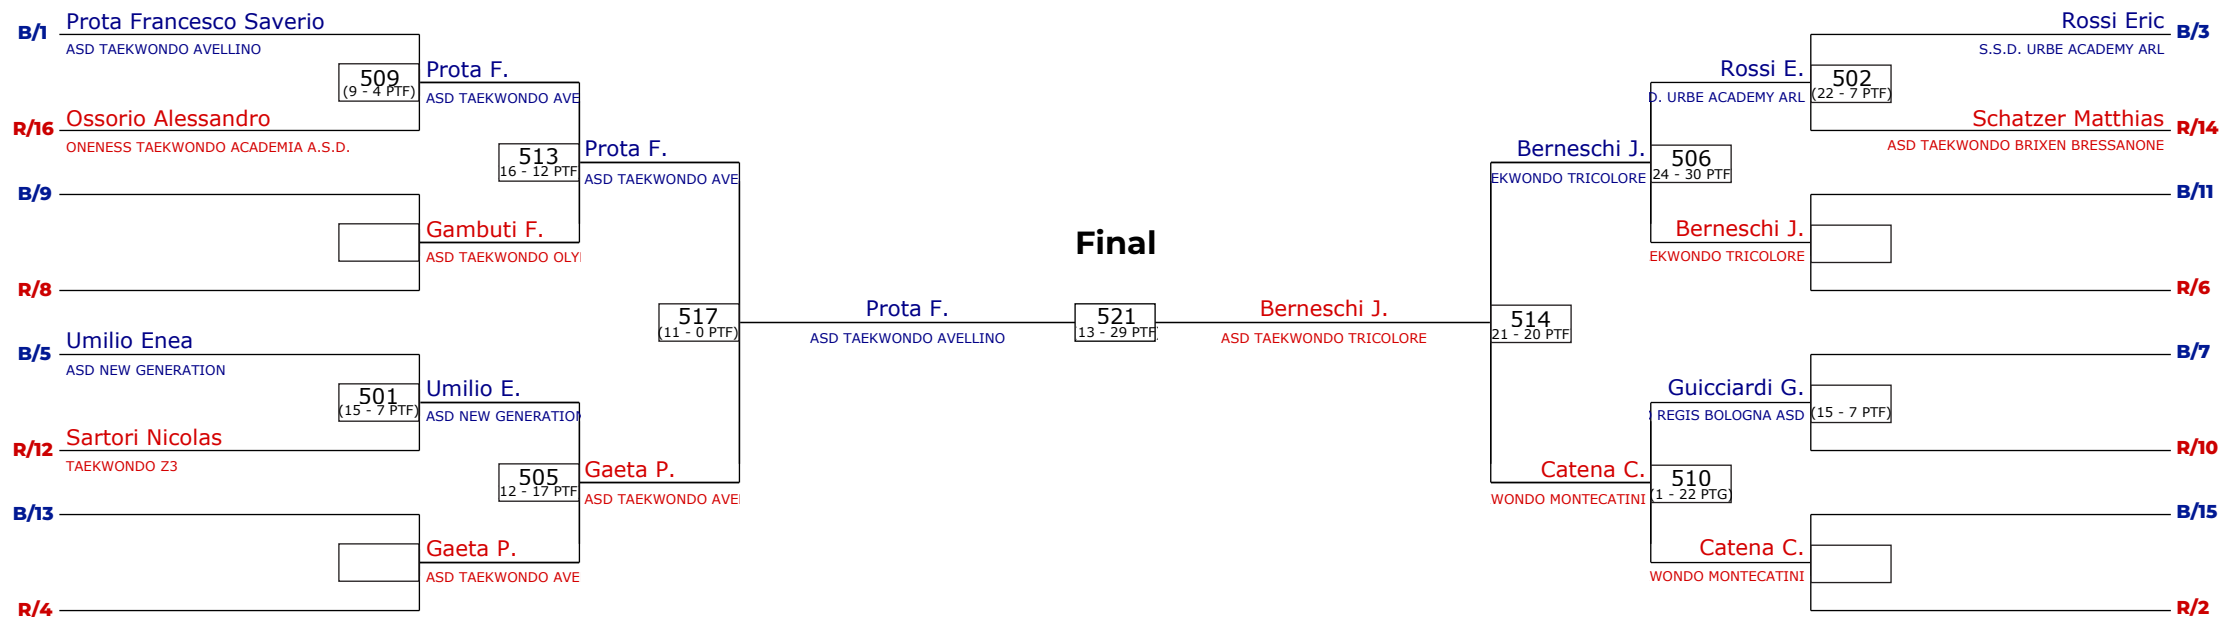 B/1
Prota Francesco Saverio
ASD TAEKWONDO AVELLINO
509
(9 - 4 PTF)
Prota F.
ASD TAEKWONDO AVE
R/16
Ossorio Alessandro
ONENESS TAEKWONDO ACADEMIA A.S.D.
513
16 - 12 PTF
Prota F.
ASD TAEKWONDO AVE
B/9
Gambuti F.
ASD TAEKWONDO OLY
R/8
517
(11 - 0 PTF)
B/5
Umilio Enea
ASD NEW GENERATION
501
(15 - 7 PTF)
Umilio E.
ASD NEW GENERATION
R/12
Sartori Nicolas
TAEKWONDO Z3
505
12 - 17 PTF
Gaeta P.
ASD TAEKWONDO AVE
B/13
Gaeta P.
ASD TAEKWONDO AVE
R/4
Final
Prota F.
ASD TAEKWONDO AVELLINO
521
13 - 29 PTF
Berneschi J.
ASD TAEKWONDO TRICOLORE
Rossi Eric
B/3
S.S.D. URBE ACADEMY ARL
Rossi E.
D. URBE ACADEMY ARL
502
(22 - 7 PTF)
Schatzer Matthias
R/14
ASD TAEKWONDO BRIXEN BRESSANONE
Berneschi J.
EKWONDO TRICOLORE
506
24 - 30 PTF
B/11
Berneschi J.
EKWONDO TRICOLORE
R/6
514
21 - 20 PTF
B/7
Guicciardi G.
REGIS BOLOGNA ASD
(15 - 7 PTF)
R/10
Catena C.
WONDO MONTECATINI
510
(1 - 22 PTG)
B/15
Catena C.
WONDO MONTECATINI
R/2